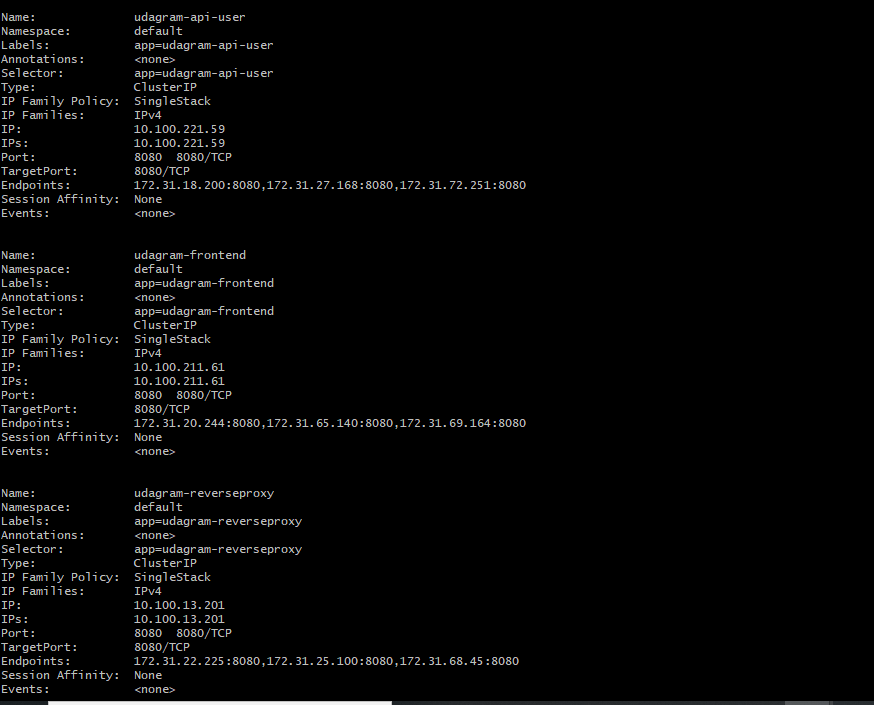 Name:              udagram-api-user
Namespace:         default
Labels:            app=udagram-api-user
Annotations:       <none>
Selector:          app=udagram-api-user
Type:              ClusterIP
IP Family Policy:  SingleStack
IP Families:       IPv4
IP:                10.100.221.59
IPs:               10.100.221.59
Port:              8080  8080/TCP
TargetPort:        8080/TCP
Endpoints:         172.31.18.200:8080,172.31.27.168:8080,172.31.72.251:8080
Session Affinity:  None
Events:            <none>
Name:              udagram-frontend
Namespace:         default
Labels:            app=udagram-frontend
Annotations:       <none>
Selector:          app=udagram-frontend
Type:              ClusterIP
IP Family Policy:  SingleStack
IP Families:       IPv4
IP:                10.100.211.61
IPs:               10.100.211.61
Port:              8080  8080/TCP
TargetPort:        8080/TCP
Endpoints:         172.31.20.244:8080,172.31.65.140:8080,172.31.69.164:8080
Session Affinity:  None
Events:            <none>
Name:              udagram-reverseproxy
Namespace:         default
Labels:            app=udagram-reverseproxy
Annotations:       <none>
Selector:          app=udagram-reverseproxy
Type:              ClusterIP
IP Family Policy:  SingleStack
IP Families:       IPv4
IP:                10.100.13.201
IPs:               10.100.13.201
Port:              8080  8080/TCP
TargetPort:        8080/TCP
Endpoints:         172.31.22.225:8080,172.31.25.100:8080,172.31.68.45:8080
Session Affinity:  None
Events:            <none>